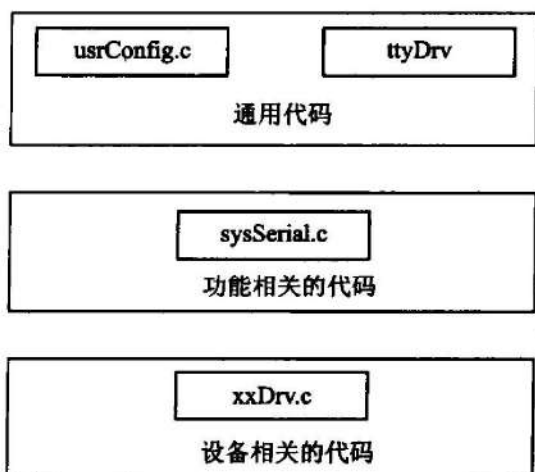 usrConfig.c ttyDrv
通用代码
sysSerial.c
功能相关的代码
xxDrv.c
设备相关的代码